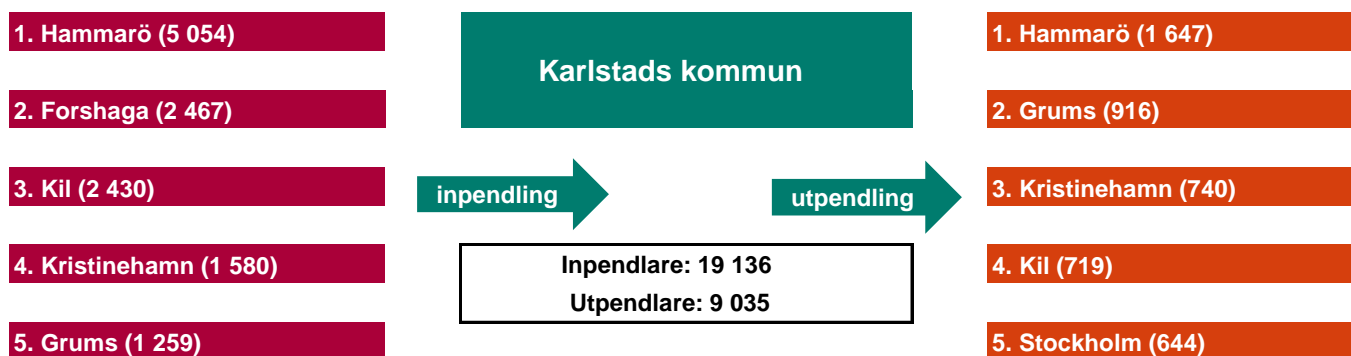 1. Hammarö (5 054)
2. Forshaga (2 467)
3. Kil (2 430)
4. Kristinehamn (1 580)
5. Grums (1 259)
Karlstads kommun
inpendling
utpendling
Inpendlare: 19 136
Utpendlare: 9 035
1. Hammarö (1 647)
2. Grums (916)
3. Kristinehamn (740)
4. Kil (719)
5. Stockholm (644)